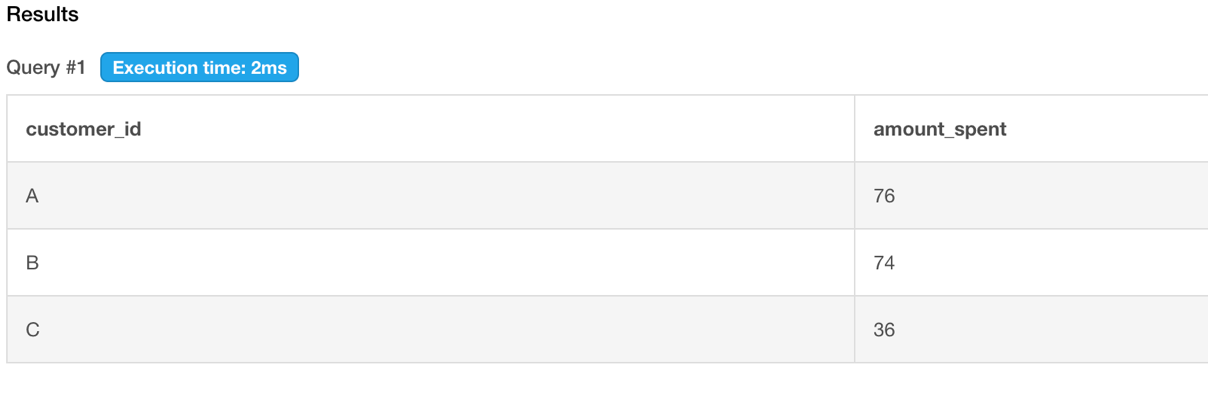 Results
Query #1 Execution time: 2ms
customer_id amount_spent
A 76
B 74
C 36